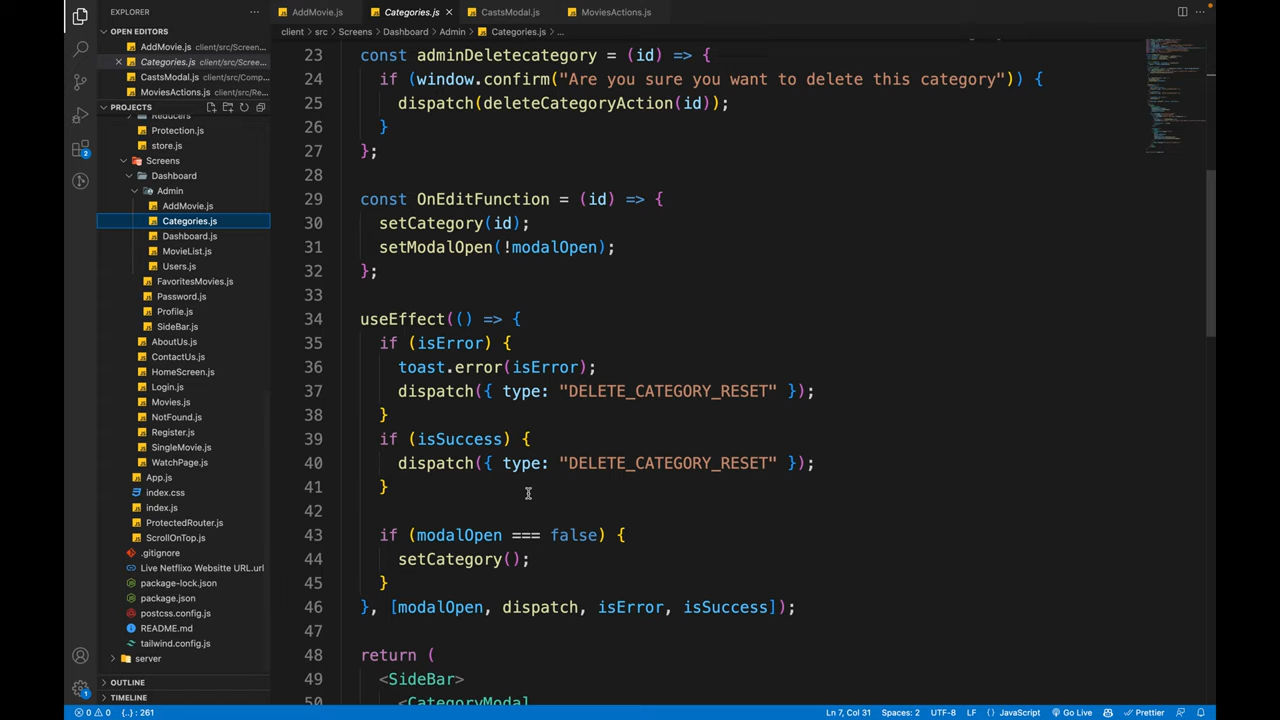 EXPLORER
AddMovie.js
Categories.js
CastsModal.js
MoviesActions.js
OPEN EDITORS
client > src > Screens > Dashboard > Admin > Categories.js > ...
AddMovie.js client/src/Screen...
Categories.js client/src/Scree...
CastsModal.js client/src/Comp...
MoviesActions.js client/src/Re...
PROJECTS
Reducers
Protection.js
store.js
Screens
Dashboard
Admin
AddMovie.js
Categories.js
Dashboard.js
MovieList.js
Users.js
FavoritesMovies.js
Password.js
Profile.js
SideBar.js
AboutUs.js
ContactUs.js
HomeScreen.js
Login.js
Movies.js
NotFound.js
Register.js
SingleMovie.js
WatchPage.js
App.js
index.css
index.js
ProtectedRouter.js
ScrollOnTop.js
.gitignore
Live Netflixo Webshite URL.url
package-lock.json
package.json
postcss.config.js
README.md
tailwind.config.js
server
OUTLINE
TIMELINE
23 const adminDeletecategory = (id) => {
24 if (window.confirm("Are you sure you want to delete this category")) {
25 dispatch(deleteCategoryAction(id));
26 }
27 };
28
29 const OnEditFunction = (id) => {
30 setCategory(id);
31 setModalOpen(!modalOpen);
32 };
33
34 useEffect(() => {
35 if (isError) {
36 toast.error(isError);
37 dispatch({ type: "DELETE_CATEGORY_RESET" });
38 }
39 if (isSuccess) {
40 dispatch({ type: "DELETE_CATEGORY_RESET" });
41 }
42
43 if (modalOpen === false) {
44 setCategory();
45 }
46 }, [modalOpen, dispatch, isError, isSuccess]);
47
48 return (
49 <SideBar>
50 <CategoryModal
2
1
0 0 {..}: 261
Ln 7, Col 31 Spaces: 2 UTF-8 LF {} JavaScript Go Live Prettier